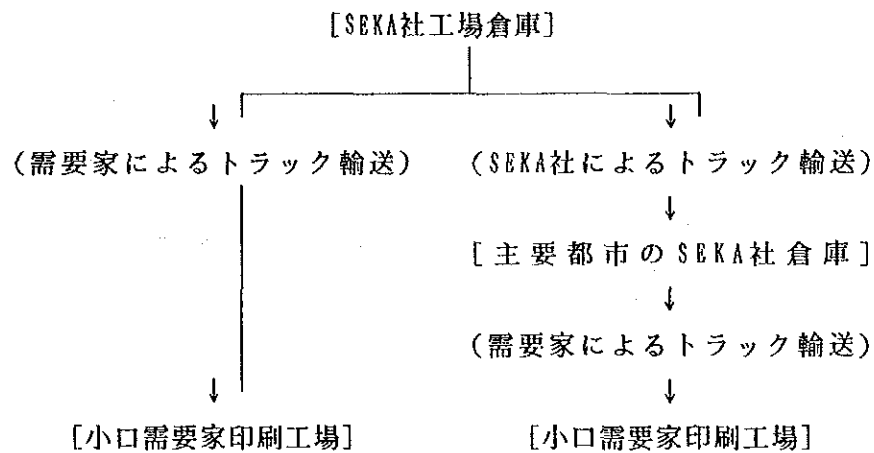 [SEKA社工場倉庫]
↓ ↓
(需要家によるトラック輸送) (SEKA社によるトラック輸送)
↓
[主要都市のSEKA社倉庫]
↓
(需要家によるトラック輸送)
↓ ↓
[小口需要家印刷工場] [小口需要家印刷工場]